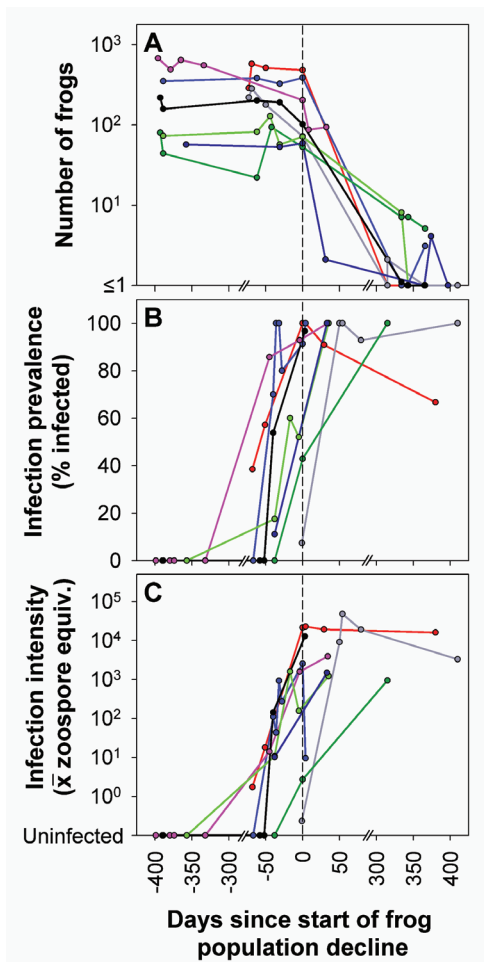 A
Number of frogs
10³
10²
10¹
≤1
B
Infection prevalence
(% infected)
100
80
60
40
20
0
C
Infection intensity
(x̄ zoospore equiv.)
10⁵
10⁴
10³
10²
10¹
10⁰
Uninfected
-400
-350
-300
-50
0
50
300
350
400
Days since start of frog
population decline